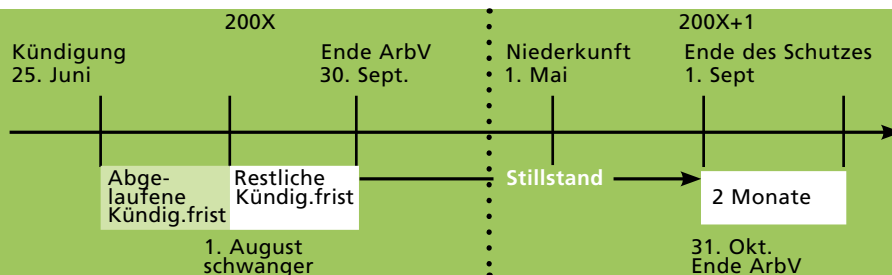 200X
200X+1
Kündigung
25. Juni
Ende ArbV
30. Sept.
Niederkunft
1. Mai
Ende des Schutzes
1. Sept
Abge-
laufene
Kündig.frist
Restliche
Kündig.frist
Stillstand
2 Monate
1. August
schwanger
31. Okt.
Ende ArbV